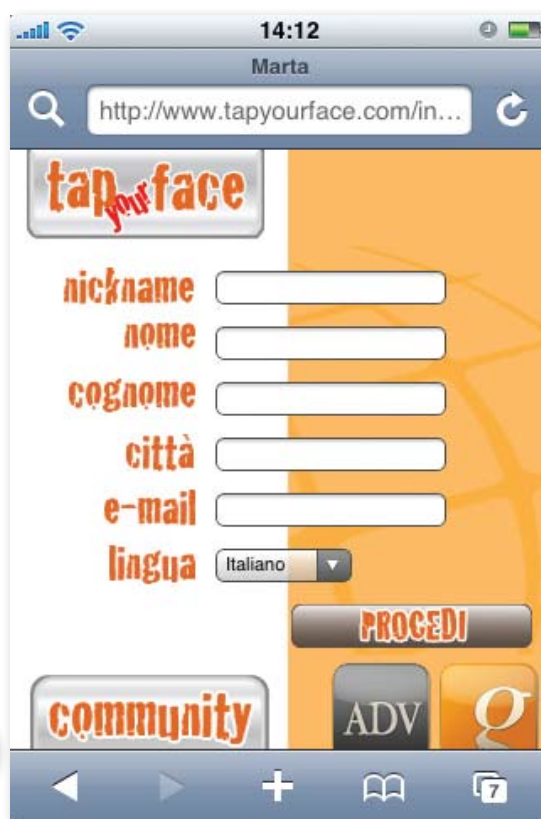 14:12
Marta
http://www.tapyourface.com/in...
tap your face
nickname
nome
cognome
città
e-mail
lingua
Italiano
PROCEDI
community
ADV
g
7